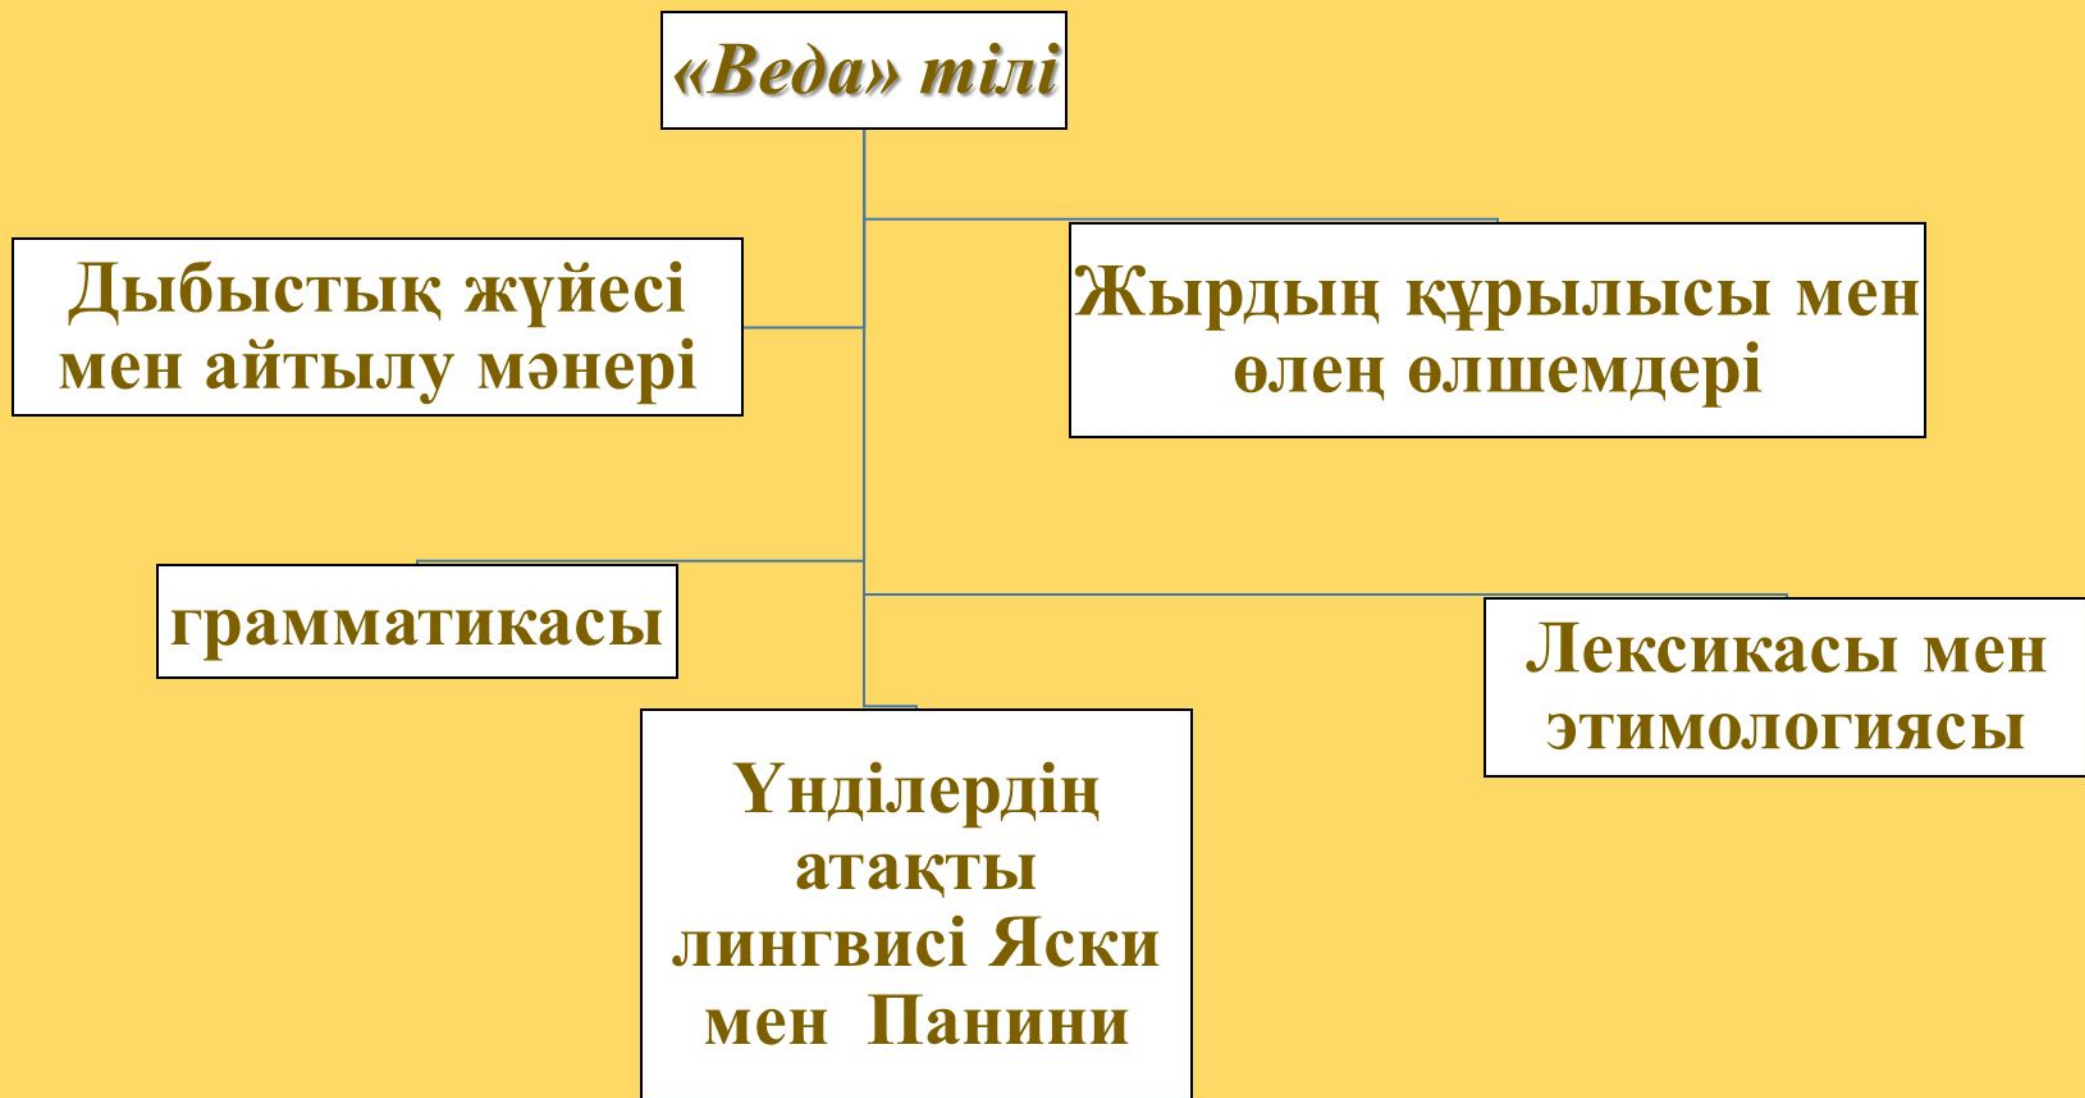 «Веда» тілі
Дыбыстық жүйесі
мен айтылу мәнері
Жырдың құрылысы мен
өлең өлшемдері
грамматикасы
Лексикасы мен
этимологиясы
Үнділердің
атақты
лингвисі Яски
мен Панини